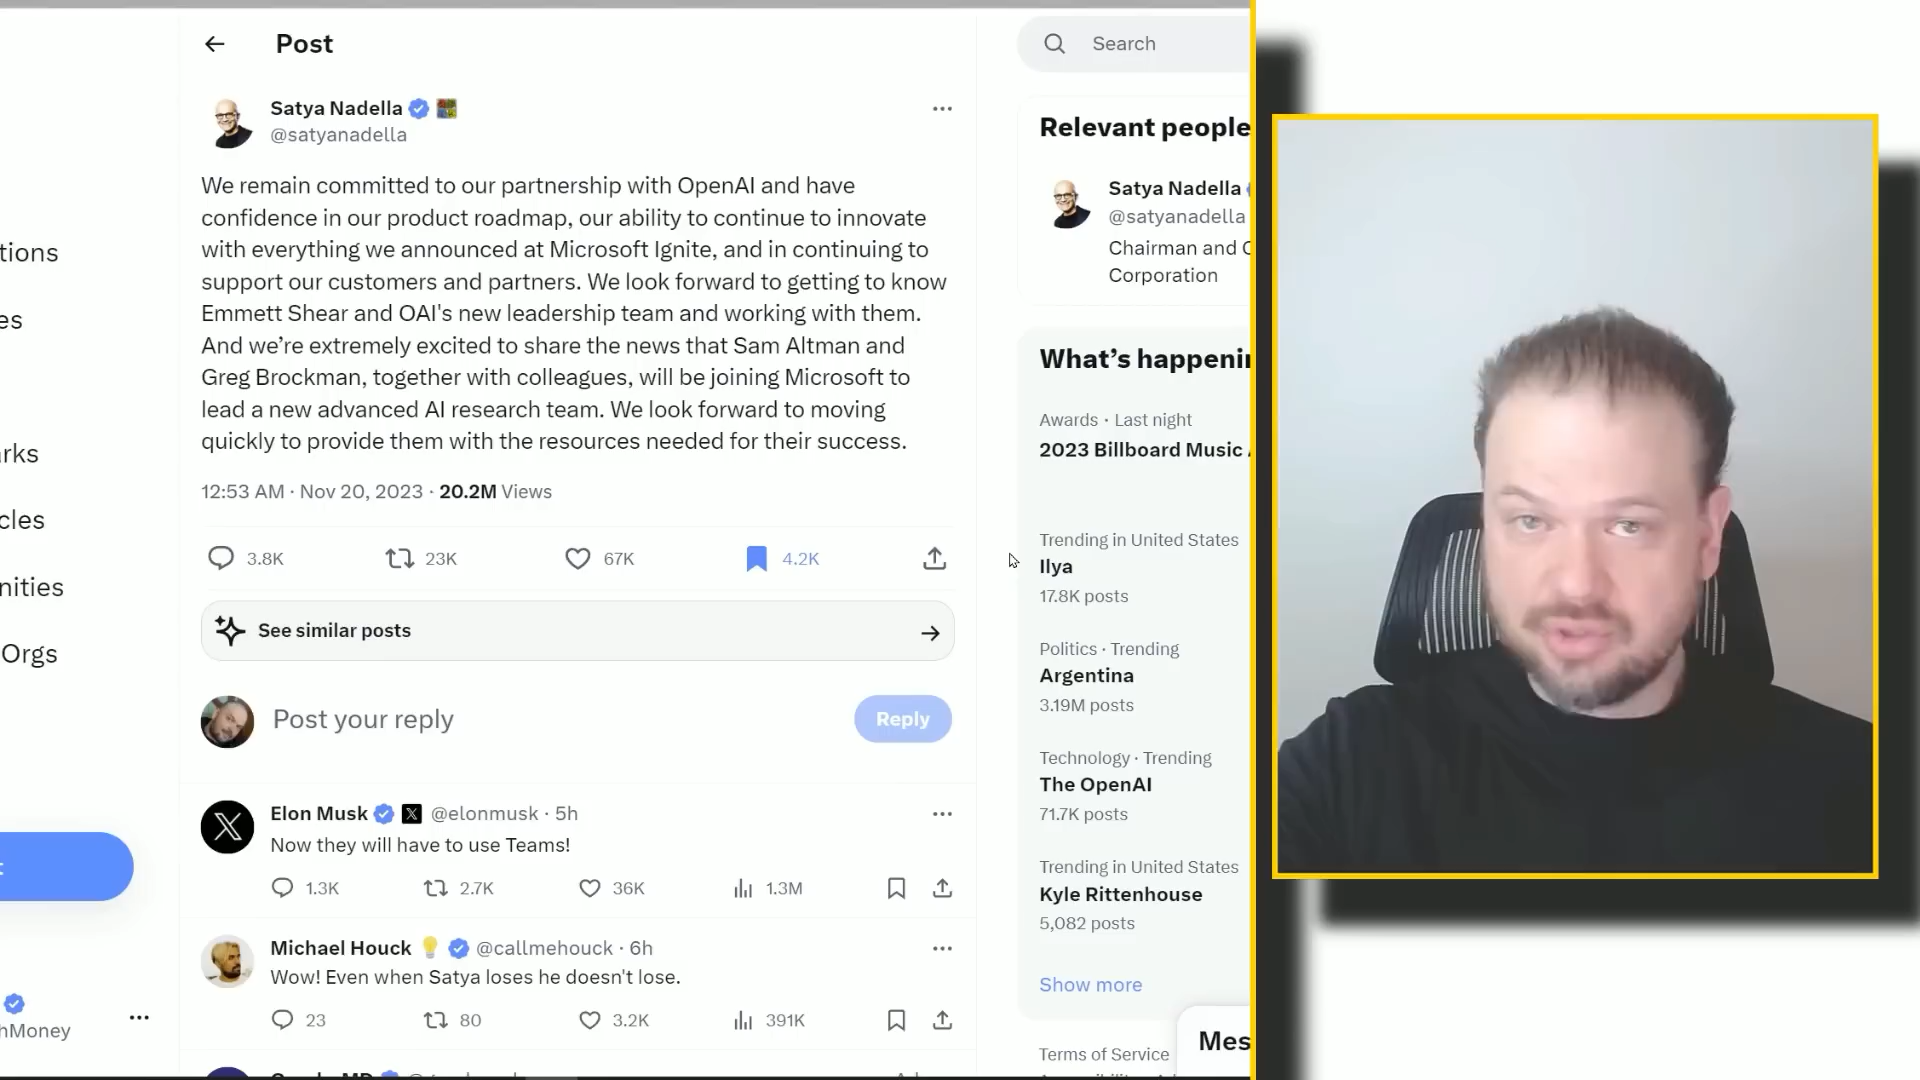 Post
Search
Satya Nadella
@satyanadella
We remain committed to our partnership with OpenAI and have
confidence in our product roadmap, our ability to continue to innovate
with everything we announced at Microsoft Ignite, and in continuing to
support our customers and partners. We look forward to getting to know
Emmett Shear and OAI's new leadership team and working with them.
And we’re extremely excited to share the news that Sam Altman and
Greg Brockman, together with colleagues, will be joining Microsoft to
lead a new advanced AI research team. We look forward to moving
quickly to provide them with the resources needed for their success.
12:53 AM · Nov 20, 2023 · 20.2M Views
3.8K 23K 67K 4.2K
See similar posts
Post your reply
Reply
Elon Musk @elonmusk · 5h
Now they will have to use Teams!
1.3K 2.7K 36K 1.3M
Michael Houck @callmehouck · 6h
Wow! Even when Satya loses he doesn't lose.
23 80 3.2K 391K
Relevant people
Satya Nadella
@satyanadella
Chairman and C
Corporation
What’s happenin
Awards · Last night
2023 Billboard Music
Trending in United States
Ilya
17.8K posts
Politics · Trending
Argentina
3.19M posts
Technology · Trending
The OpenAI
71.7K posts
Trending in United States
Kyle Rittenhouse
5,082 posts
Show more
Terms of Service
Mes
tions
es
arks
cles
nities
Orgs
hMoney